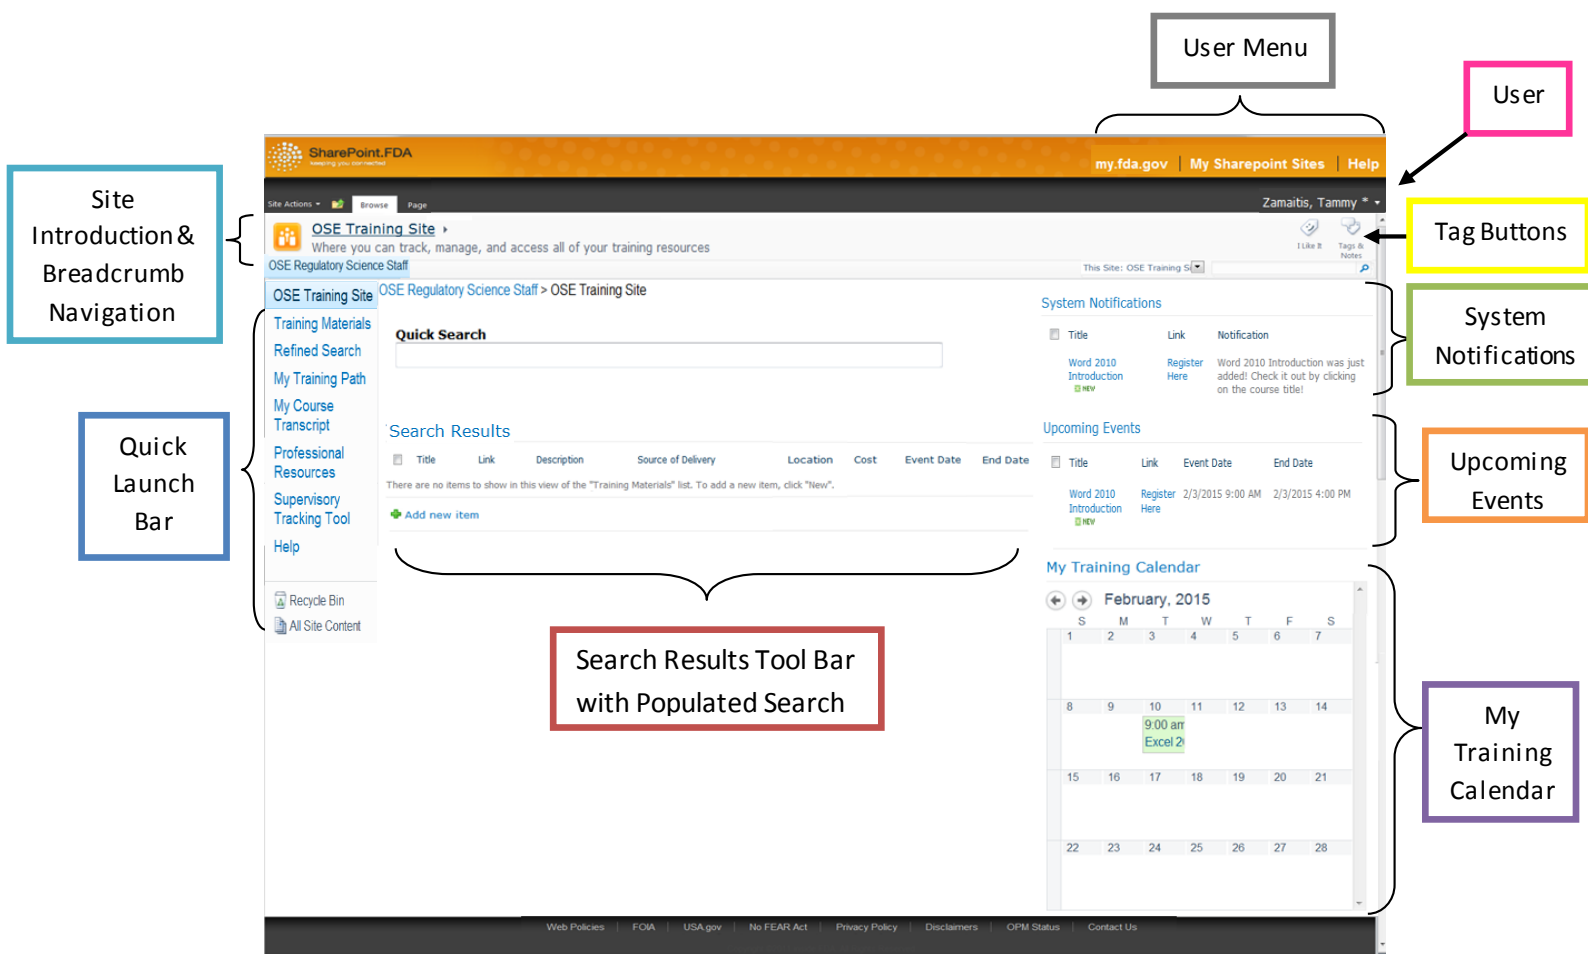 User Menu
User
SharePoint.FDA
keeping you connected
my.fda.gov | My Sharepoint Sites | Help
Site Actions
Browse
Page
Zamaitis, Tammy *
Site
Introduction &
Breadcrumb
Navigation
OSE Training Site
Where you can track, manage, and access all of your training resources
I Like It
Tags &
Notes
Tag Buttons
OSE Regulatory Science Staff
This Site: OSE Training S
OSE Training Site
Training Materials
Refined Search
My Training Path
My Course
Transcript
Professional
Resources
Supervisory
Tracking Tool
Help
Recycle Bin
All Site Content
Quick
Launch
Bar
OSE Regulatory Science Staff > OSE Training Site
Quick Search
Search Results
Title Link Description Source of Delivery Location Cost Event Date End Date
There are no items to show in this view of the "Training Materials" list. To add a new item, click "New".
Add new item
Search Results Tool Bar
with Populated Search
System Notifications
Title Link Notification
Word 2010 Register Word 2010 Introduction was just
Introduction Here added! Check it out by clicking
NEW on the course title!
System
Notifications
Upcoming Events
Title Link Event Date End Date
Word 2010 Register 2/3/2015 9:00 AM 2/3/2015 4:00 PM
Introduction Here
NEW
Upcoming
Events
My Training Calendar
February, 2015
S M T W T F S
1 2 3 4 5 6 7
8 9 10 11 12 13 14
9:00 am
Excel 2
15 16 17 18 19 20 21
22 23 24 25 26 27 28
My
Training
Calendar
Web Policies | FOIA | USA.gov | No FEAR Act | Privacy Policy | Disclaimers | OPM Status | Contact Us